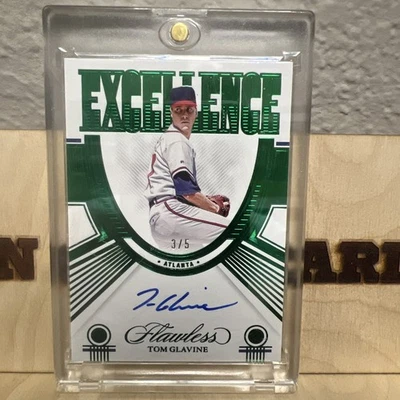 EXCELLENCE
3/5
ATLANTA
Flawless
TOM GLAVINE